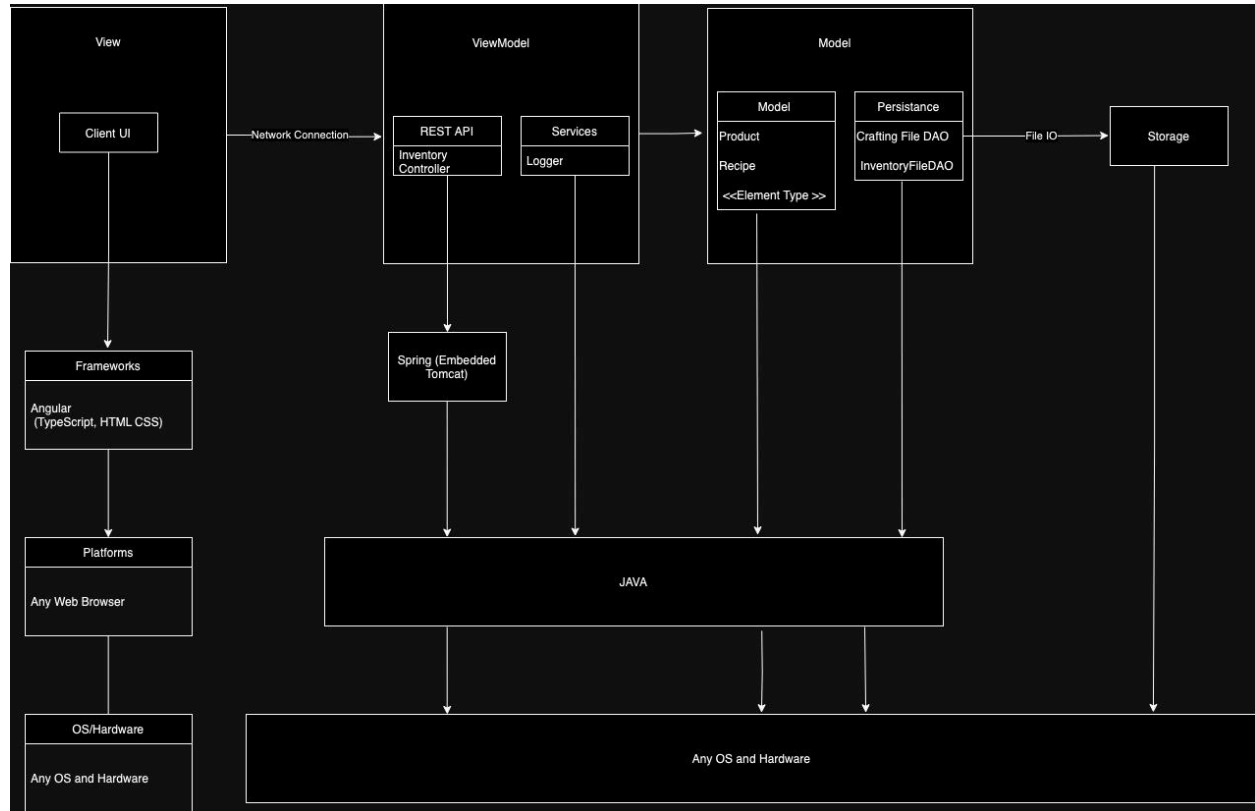 View
ViewModel
Model
Client UI
Network Connection
REST API
Inventory
Controller
Services
Logger
Model
Product
Recipe
<<Element Type >>
Persistance
Crafting File DAO
InventoryFileDAO
File IO
Storage
Frameworks
Angular
(TypeScript, HTML CSS)
Spring (Embedded
Tomcat)
Platforms
Any Web Browser
JAVA
OS/Hardware
Any OS and Hardware
Any OS and Hardware